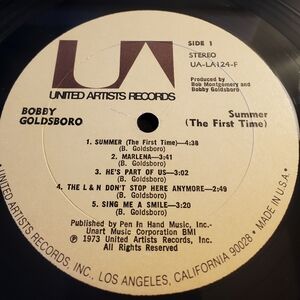 UA
SIDE 1
STEREO
UA-LA124-F
UNITED ARTISTS RECORDS
Produced by
Bob Montgomery and
Bobby Goldsboro
BOBBY
GOLDSBORO
Summer
(The First Time)
1. SUMMER (The First Time)—4:38
(B. Goldsboro)
2. MARLENA—3:41
(B. Goldsboro)
3. HE'S PART OF US—3:02
(B. Goldsboro)
4. THE L & N DON'T STOP HERE ANYMORE—2:49
(B. Goldsboro)
5. SING ME A SMILE—3:20
(B. Goldsboro)
Published by Pen In Hand Music, Inc.-
Unart Music Corporation BMI
℗ 1973 United Artists Records, Inc.
All Rights Reserved
• UNITED ARTISTS RECORDS, INC. LOS ANGELES, CALIFORNIA 90028 • MADE IN U.S.A. •